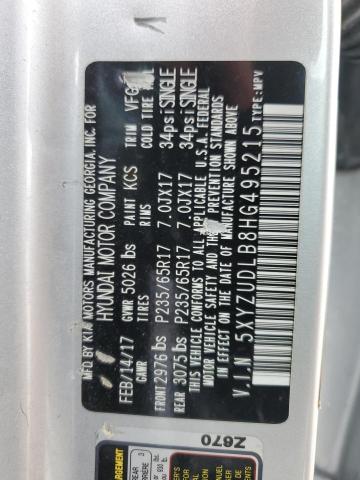 MFD BY KIA MOTORS MANUFACTURING GEORGIA, INC. FOR
HYUNDAI MOTOR COMPANY
FEB/14/17 GVWR 5026 lbs PAINT KCS TRIM
GAWR TIRES RIMS COLD TIRE
FRONT 2976 lbs P235/65R17 7.0JX17 34psi SINGLE
REAR 3075 lbs P235/65R17 7.0JX17 34psi SINGLE
THIS VEHICLE CONFORMS TO ALL APPLICABLE U.S.A. FEDERAL
MOTOR VEHICLE SAFETY AND THEFT PREVENTION STANDARDS
IN EFFECT ON THE DATE OF MANUFACTURE SHOWN ABOVE.
V.I.N 5XYZUDLB8HG495215 TYPE:MPV
Z670